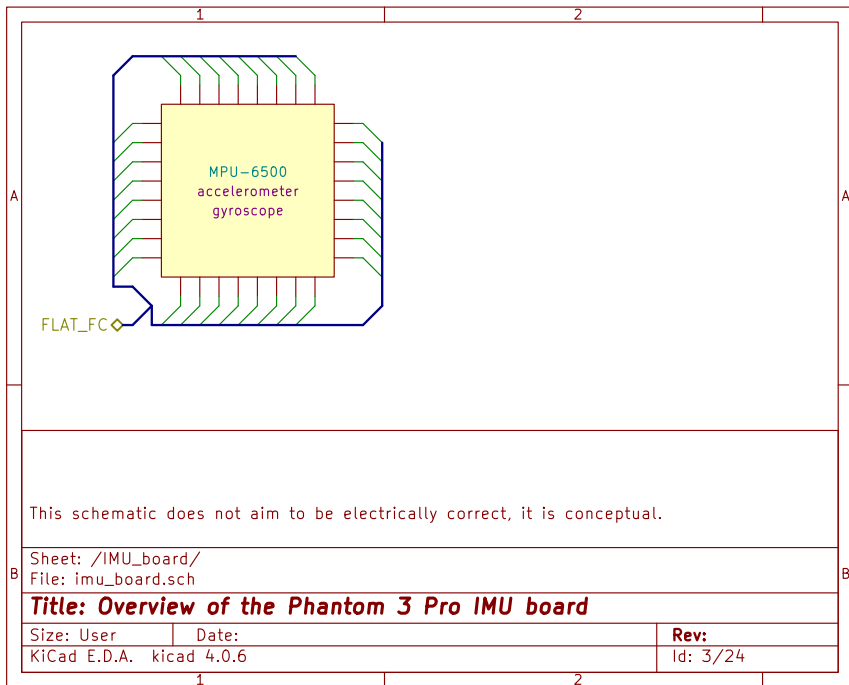 1 2
MPU-6500
accelerometer
gyroscope
A A
FLAT_FC
This schematic does not aim to be electrically correct, it is conceptual.
Sheet: /IMU_board/
File: imu_board.sch
B B
Title: Overview of the Phantom 3 Pro IMU board
Size: User Date: Rev:
KiCad E.D.A. kicad 4.0.6 Id: 3/24
1 2